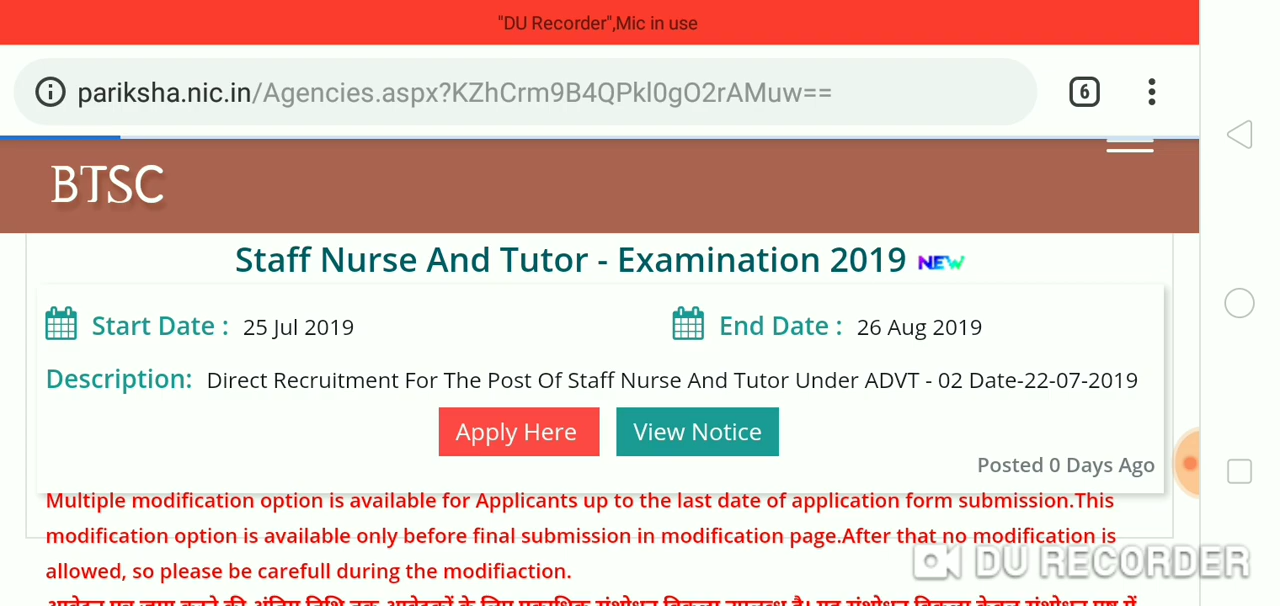 "DU Recorder",Mic in use
pariksha.nic.in/Agencies.aspx?KZhCrm9B4QPkl0gO2rAMuw==
6
BTSC
Staff Nurse And Tutor - Examination 2019 NEW
Start Date : 25 Jul 2019 End Date : 26 Aug 2019
Description: Direct Recruitment For The Post Of Staff Nurse And Tutor Under ADVT - 02 Date-22-07-2019
Apply Here View Notice
Posted 0 Days Ago
Multiple modification option is available for Applicants up to the last date of application form submission.This
modification option is available only before final submission in modification page.After that no modification is
allowed, so please be carefull during the modifiaction.
DU RECORDER